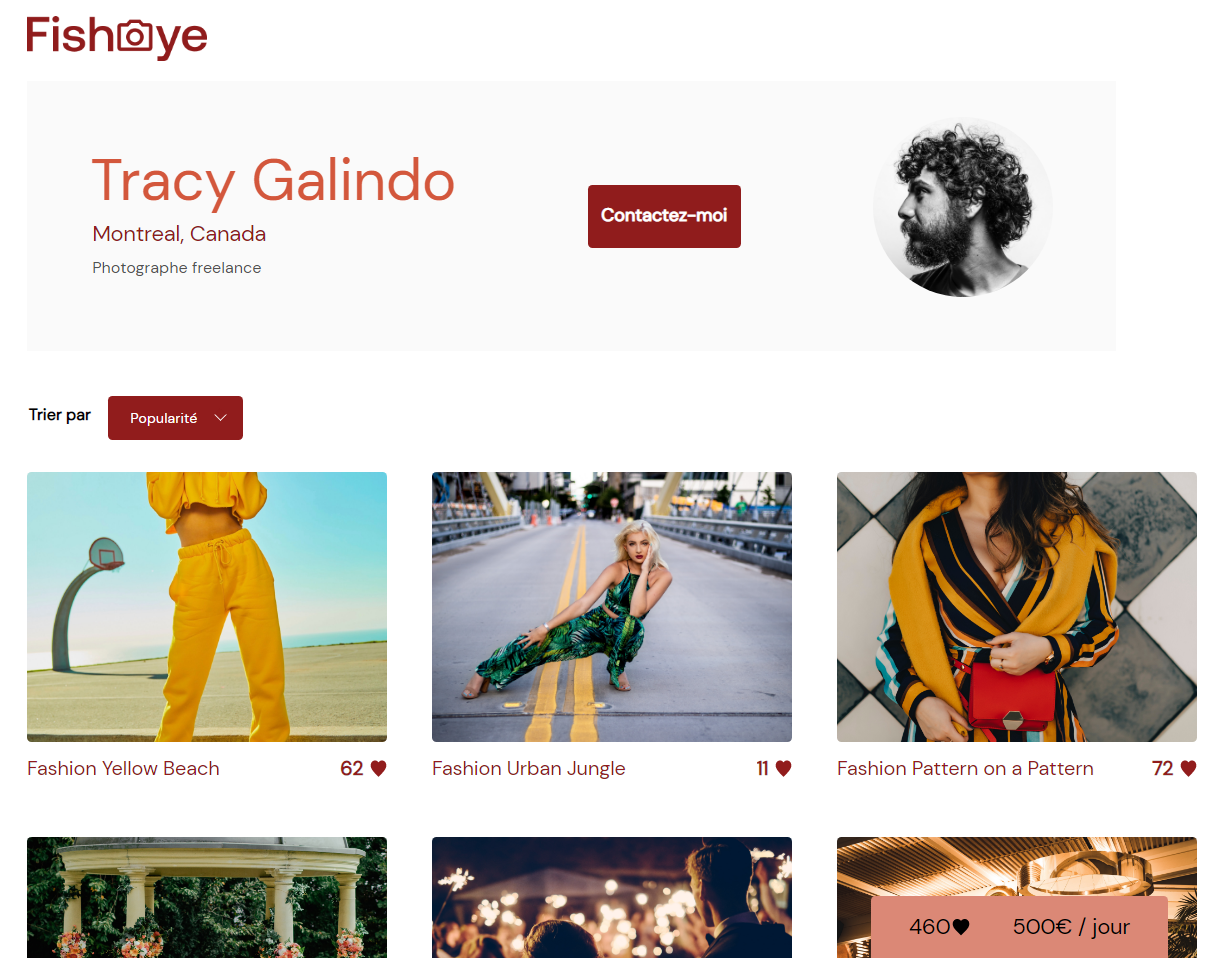 Fisheye
Tracy Galindo
Montreal, Canada
Photographe freelance
Contactez-moi
Trier par
Popularité
Fashion Yellow Beach
62
Fashion Urban Jungle
11
Fashion Pattern on a Pattern
72
460
500€ / jour